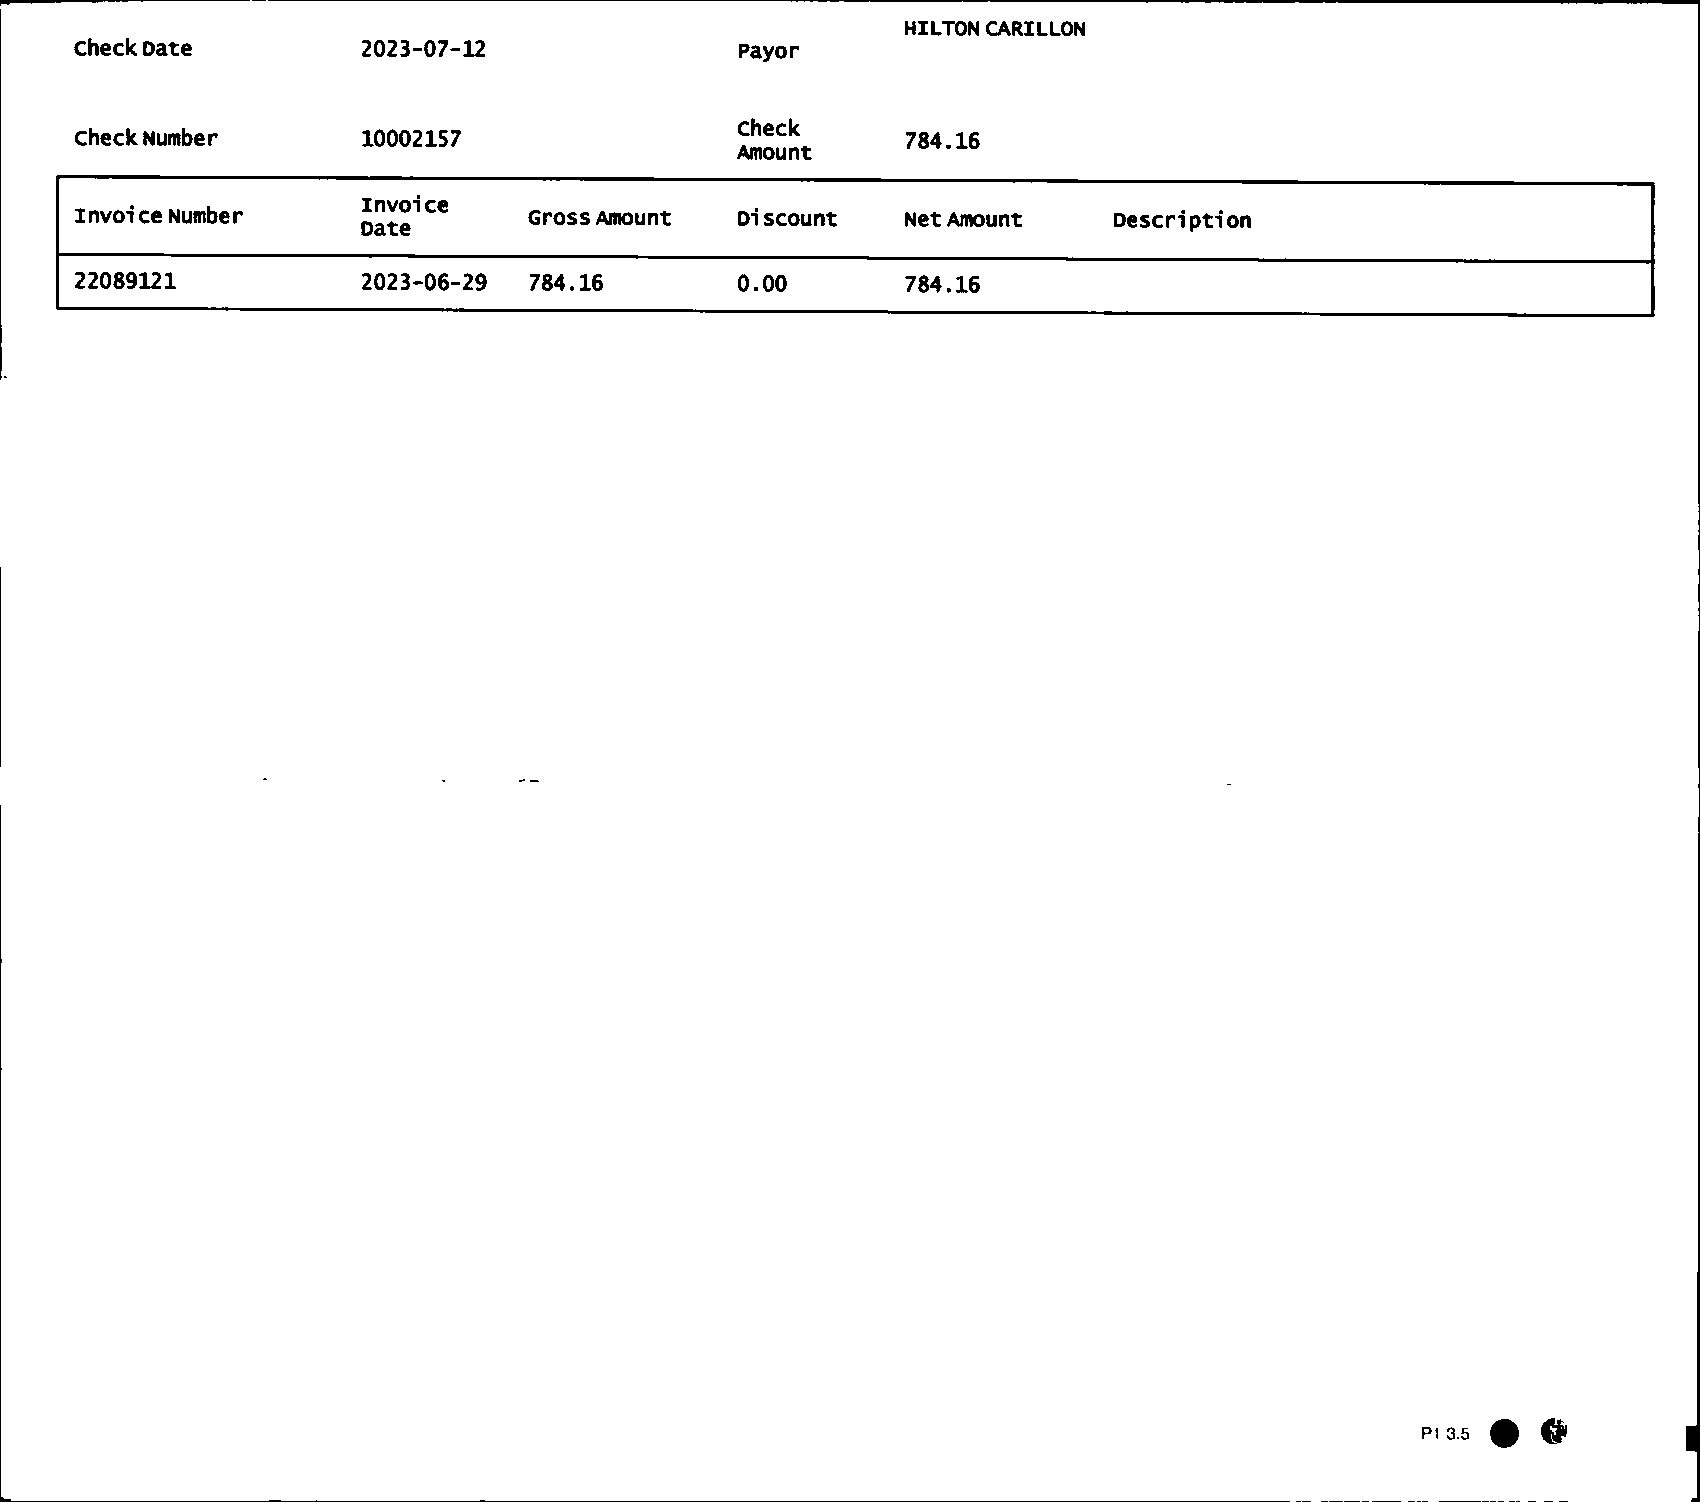 HILTON CARILLON
Check Date 2023-07-12 Payor
Check Number 10002157 Check Amount 784.16
Invoice Number Invoice Date Gross Amount Discount Net Amount Description
22089121 2023-06-29 784.16 0.00 784.16
P1 3.5